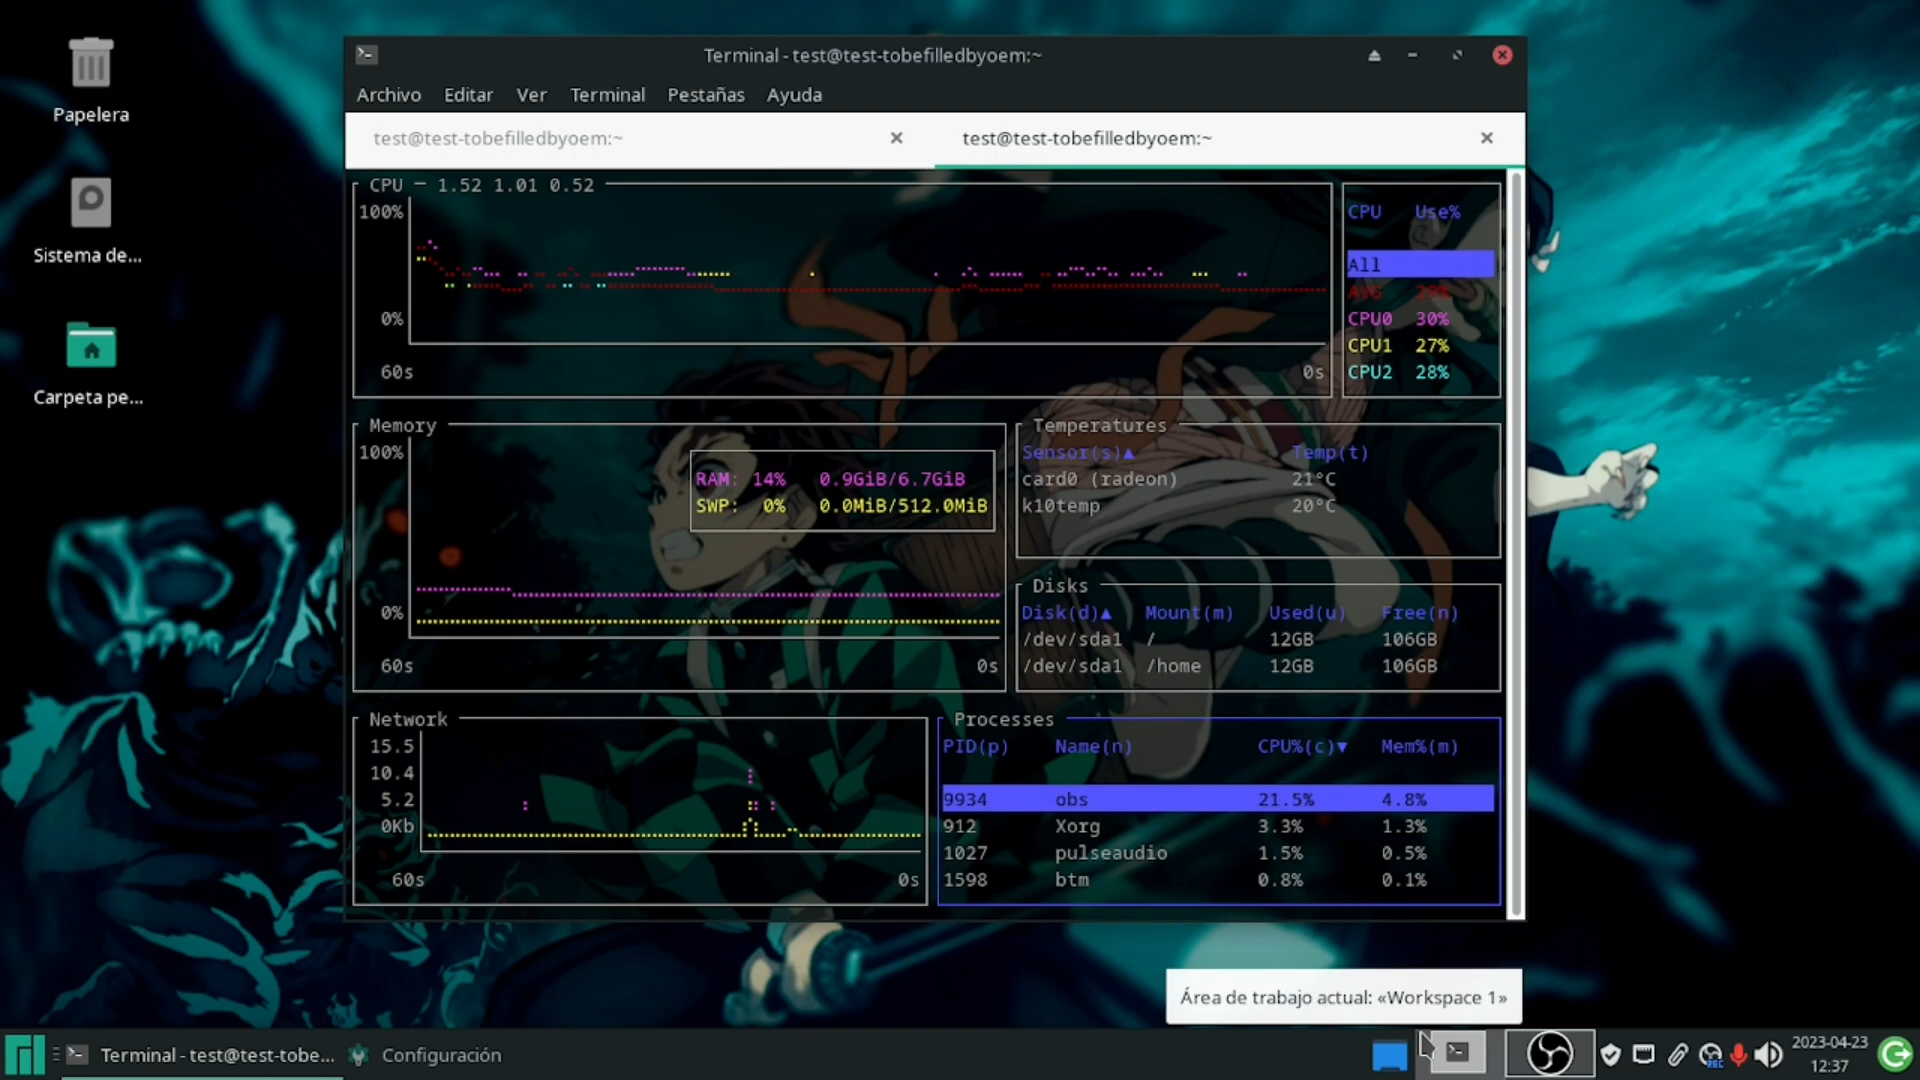 Papelera
Sistema de...
Carpeta pe...
Terminal - test@test-tobefilledbyoem:~
Archivo Editar Ver Terminal Pestañas Ayuda
test@test-tobefilledbyoem:~ test@test-tobefilledbyoem:~
CPU — 1.52 1.01 0.52
100%
0%
60s 0s
CPU Use%
All
AVG 29%
CPU0 30%
CPU1 27%
CPU2 28%
Memory
100%
RAM: 14% 0.9GiB/6.7GiB
SWP: 0% 0.0MiB/512.0MiB
0%
60s 0s
Temperatures
Sensor(s)▲ Temp(t)
card0 (radeon) 21°C
k10temp 20°C
Disks
Disk(d)▲ Mount(m) Used(u) Free(n)
/dev/sda1 / 12GB 106GB
/dev/sda1 /home 12GB 106GB
Network
15.5
10.4
5.2
0Kb
60s 0s
Processes
PID(p) Name(n) CPU%(c)▼ Mem%(m)
9934 obs 21.5% 4.8%
912 Xorg 3.3% 1.3%
1027 pulseaudio 1.5% 0.5%
1598 btm 0.8% 0.1%
Área de trabajo actual: «Workspace 1»
Terminal - test@test-tobe... Configuración
REC
2023-04-23
12:37